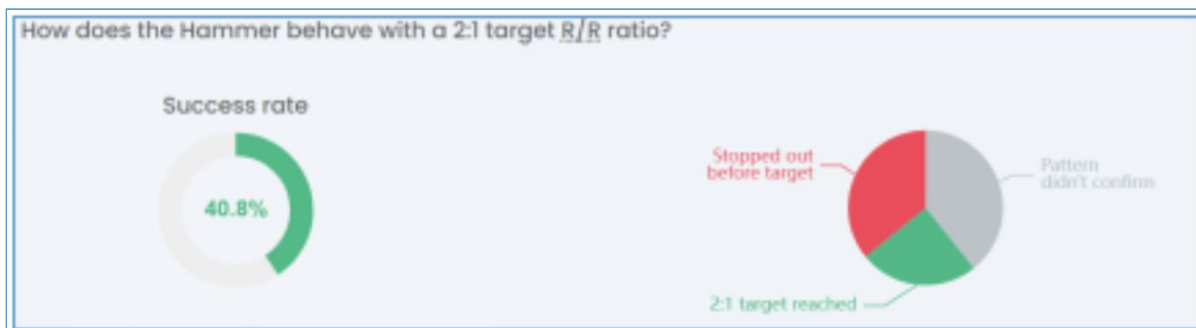 How does the Hammer behave with a 2:1 target R/R ratio?
Success rate
40.8%
Stopped out
before target
Pattern
didn't confirm
2:1 target reached